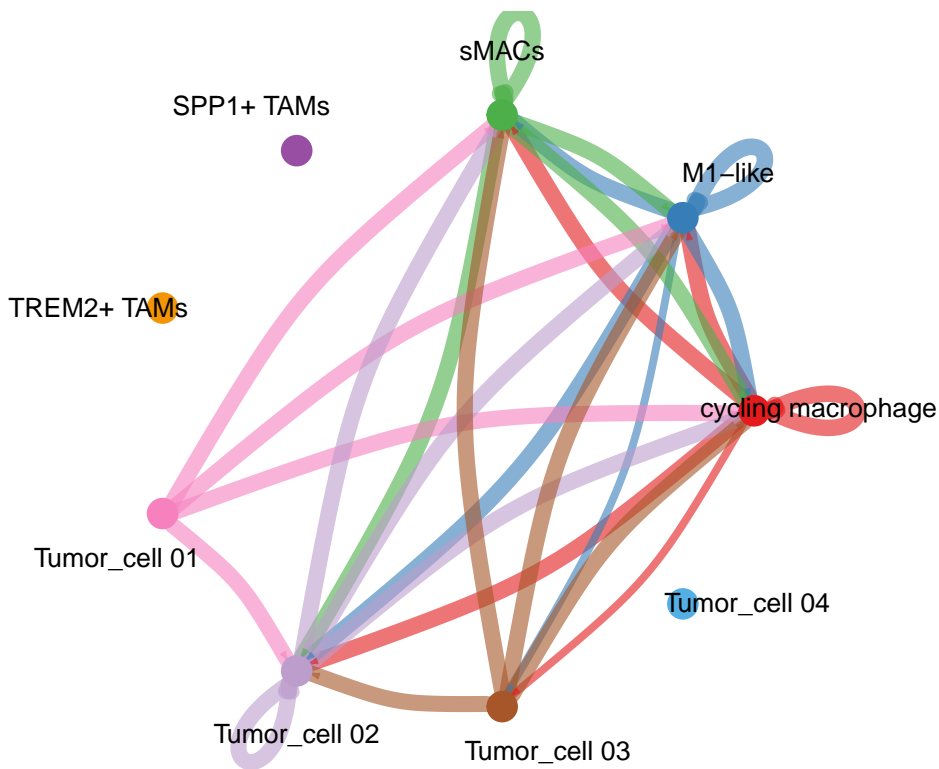 sMACs
SPP1+ TAMs
M1–like
TREM2+ TAMs
cycling macrophage
Tumor_cell 01
Tumor_cell 04
Tumor_cell 02
Tumor_cell 03